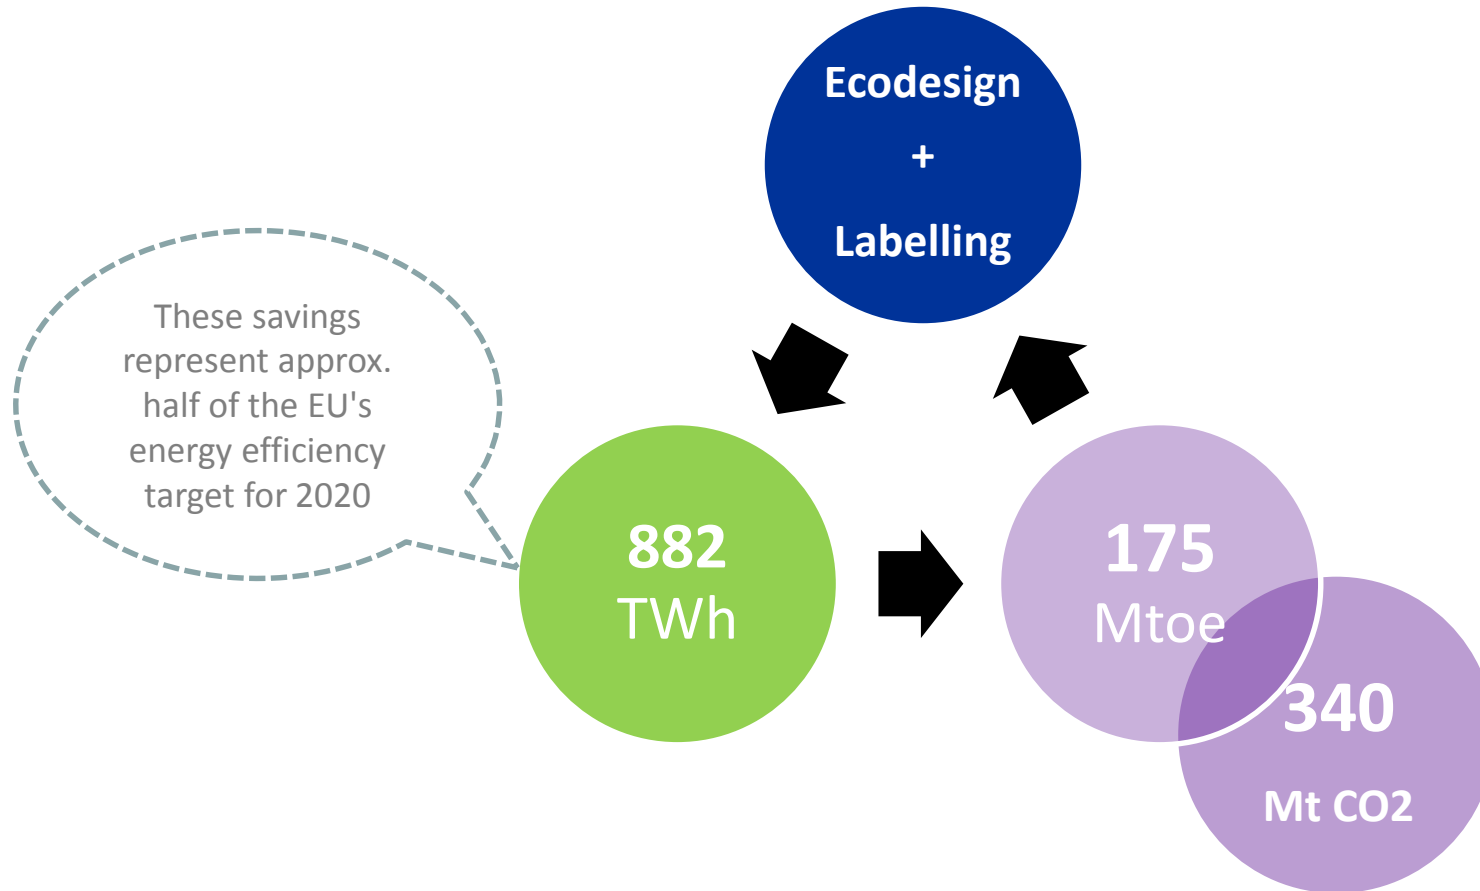 Ecodesign
+
Labelling
These savings
represent approx.
half of the EU's
energy efficiency
target for 2020
882
TWh
175
Mtoe
340
Mt CO2